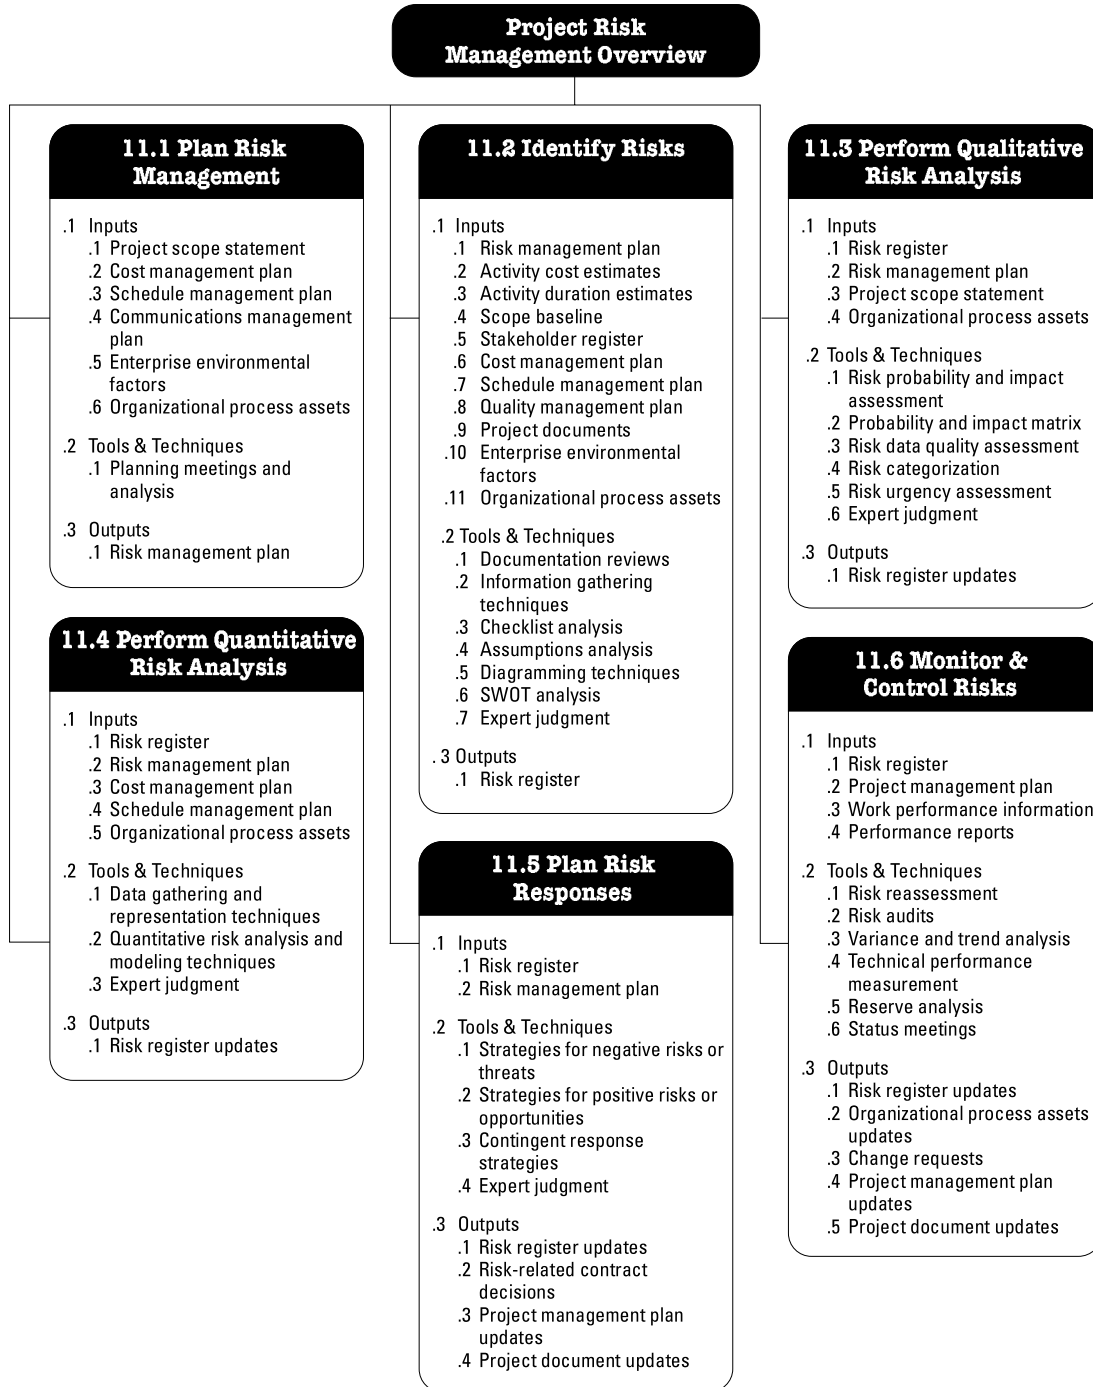 Project Risk
Management Overview
11.1 Plan Risk
Management
.1 Inputs
.1 Project scope statement
.2 Cost management plan
.3 Schedule management plan
.4 Communications management
plan
.5 Enterprise environmental
factors
.6 Organizational process assets
.2 Tools & Techniques
.1 Planning meetings and
analysis
.3 Outputs
.1 Risk management plan
11.2 Identify Risks
.1 Inputs
.1 Risk management plan
.2 Activity cost estimates
.3 Activity duration estimates
.4 Scope baseline
.5 Stakeholder register
.6 Cost management plan
.7 Schedule management plan
.8 Quality management plan
.9 Project documents
.10 Enterprise environmental
factors
.11 Organizational process assets
.2 Tools & Techniques
.1 Documentation reviews
.2 Information gathering
techniques
.3 Checklist analysis
.4 Assumptions analysis
.5 Diagramming techniques
.6 SWOT analysis
.7 Expert judgment
. 3 Outputs
.1 Risk register
11.3 Perform Qualitative
Risk Analysis
.1 Inputs
.1 Risk register
.2 Risk management plan
.3 Project scope statement
.4 Organizational process assets
.2 Tools & Techniques
.1 Risk probability and impact
assessment
.2 Probability and impact matrix
.3 Risk data quality assessment
.4 Risk categorization
.5 Risk urgency assessment
.6 Expert judgment
.3 Outputs
.1 Risk register updates
11.4 Perform Quantitative
Risk Analysis
.1 Inputs
.1 Risk register
.2 Risk management plan
.3 Cost management plan
.4 Schedule management plan
.5 Organizational process assets
.2 Tools & Techniques
.1 Data gathering and
representation techniques
.2 Quantitative risk analysis and
modeling techniques
.3 Expert judgment
.3 Outputs
.1 Risk register updates
11.5 Plan Risk
Responses
.1 Inputs
.1 Risk register
.2 Risk management plan
.2 Tools & Techniques
.1 Strategies for negative risks or
threats
.2 Strategies for positive risks or
opportunities
.3 Contingent response
strategies
.4 Expert judgment
.3 Outputs
.1 Risk register updates
.2 Risk-related contract
decisions
.3 Project management plan
updates
.4 Project document updates
11.6 Monitor &
Control Risks
.1 Inputs
.1 Risk register
.2 Project management plan
.3 Work performance information
.4 Performance reports
.2 Tools & Techniques
.1 Risk reassessment
.2 Risk audits
.3 Variance and trend analysis
.4 Technical performance
measurement
.5 Reserve analysis
.6 Status meetings
.3 Outputs
.1 Risk register updates
.2 Organizational process assets
updates
.3 Change requests
.4 Project management plan
updates
.5 Project document updates